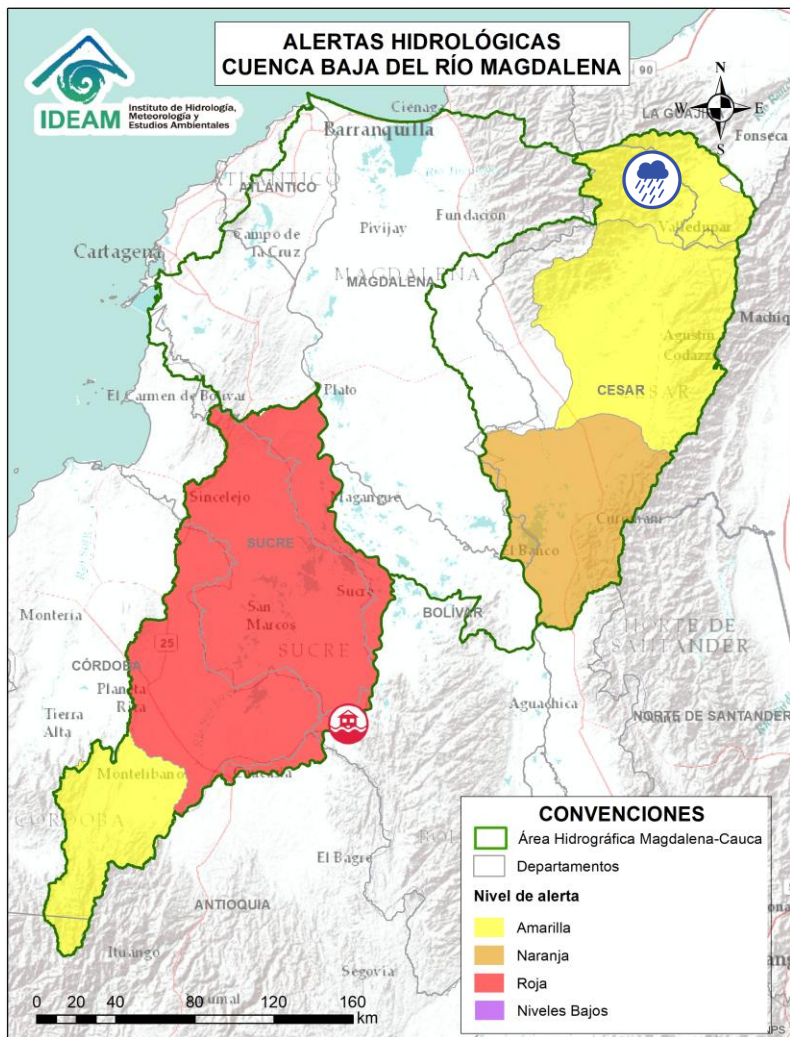 ALERTAS HIDROLÓGICAS
CUENCA BAJA DEL RÍO MAGDALENA
IDEAM
Instituto de Hidrología,
Meteorología y
Estudios Ambientales
90
N
W
E
S
LA GUAJIRA
Fonseca
Ciénaga
Barranquilla
ATLÁNTICO
Valledupar
Pivijay
Fundación
Campo de
la Cruz
Cartagena
MAGDALENA
MAGDALENA
Machiq
Agustín
Codazzi
CESAR
El Carmen de Bolívar
Plato
Sincelejo
Magangue
Curumaní
SUCRE
El Banco
Sucre
BOLÍVAR
San
Marcos
Montería
SUCRE
NORTE DE
SANTANDER
25
CÓRDOBA
Planeta
Rica
Aguachica
Tierra
Alta
NORTE DE SANTANDER
Montelíbano
CÓRDOBA
El Bagre
ANTIOQUIA
Ituango
Segovia
CONVENCIONES
Área Hidrográfica Magdalena-Cauca
Departamentos
Nivel de alerta
Amarilla
Naranja
Roja
Niveles Bajos
0 20 40 80 120 160
km